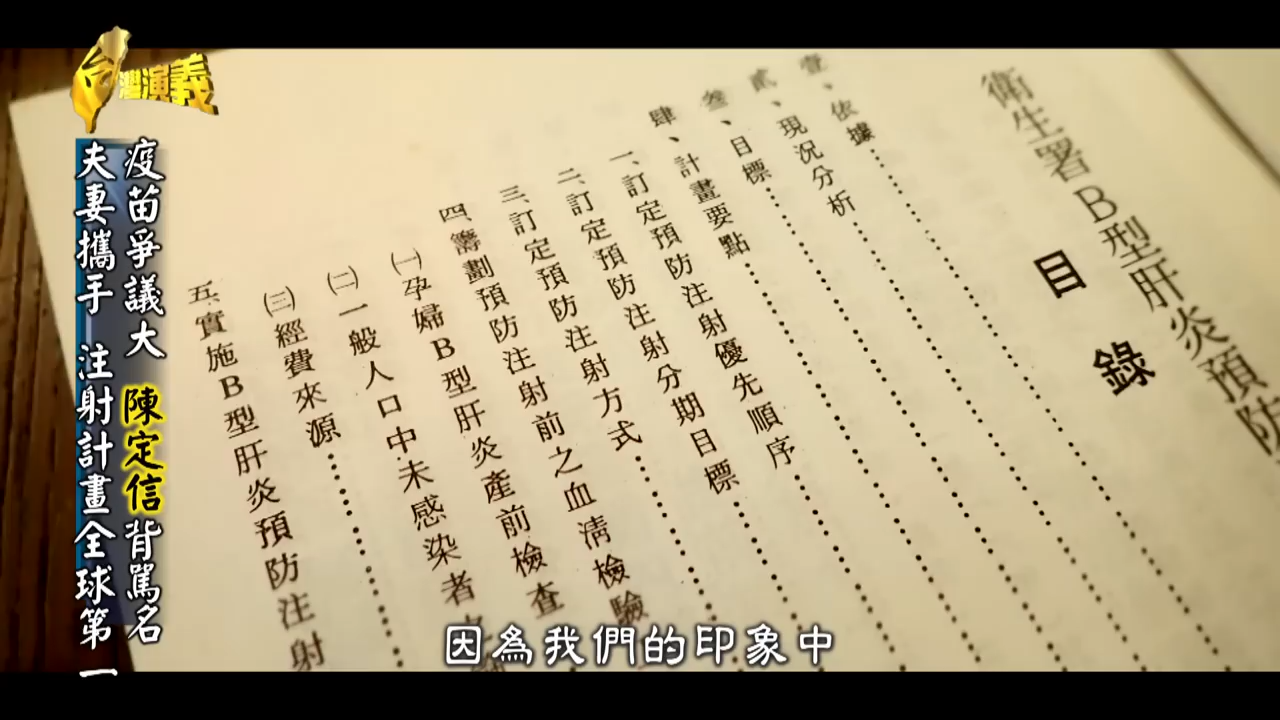 台灣演義
疫苗爭議大 陳定信背罵名
夫妻攜手 注射計畫全球第一
衛生署B型肝炎預防
目錄
壹、依據
貳、現況分析
叁、目標
肆、計畫要點
一、訂定預防注射優先順序
二、訂定預防注射分期目標
三、訂定預防注射方式
四、籌劃預防注射前之血清檢驗
㈠孕婦B型肝炎產前檢查
㈡一般人口中未感染者
㈢經費來源
五、實施B型肝炎預防注射
因為我們的印象中